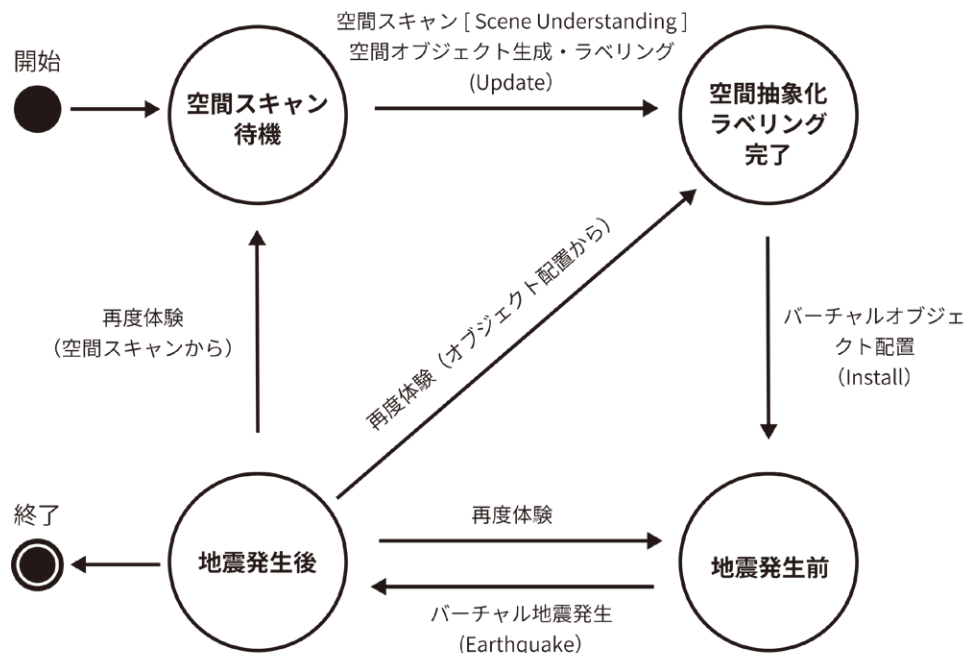 開始
空間スキャン
待機
空間スキャン [ Scene Understanding ]
空間オブジェクト生成・ラベリング
(Update)
空間抽象化
ラベリング
完了
再度体験
（空間スキャンから）
再度体験（オブジェクト配置から）
バーチャルオブジェ
クト配置
（Install）
終了
地震発生後
再度体験
バーチャル地震発生
(Earthquake)
地震発生前